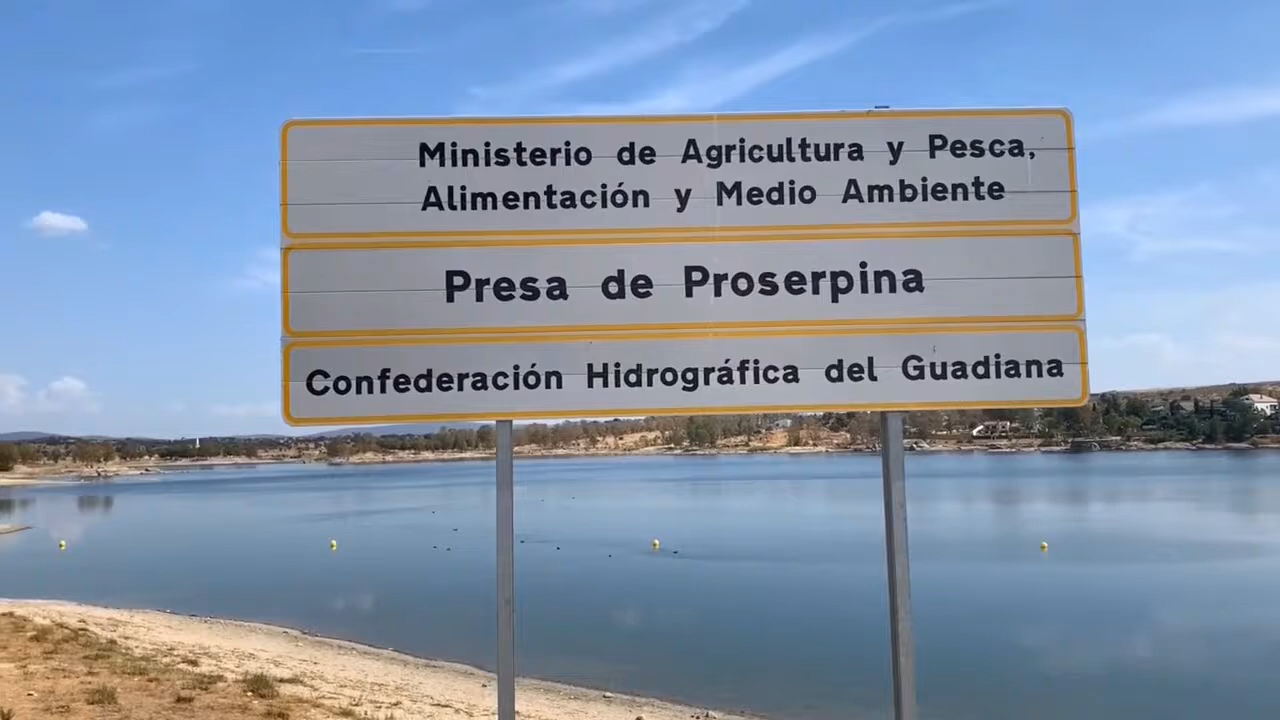 Ministerio de Agricultura y Pesca,
Alimentación y Medio Ambiente
Presa de Proserpina
Confederación Hidrográfica del Guadiana